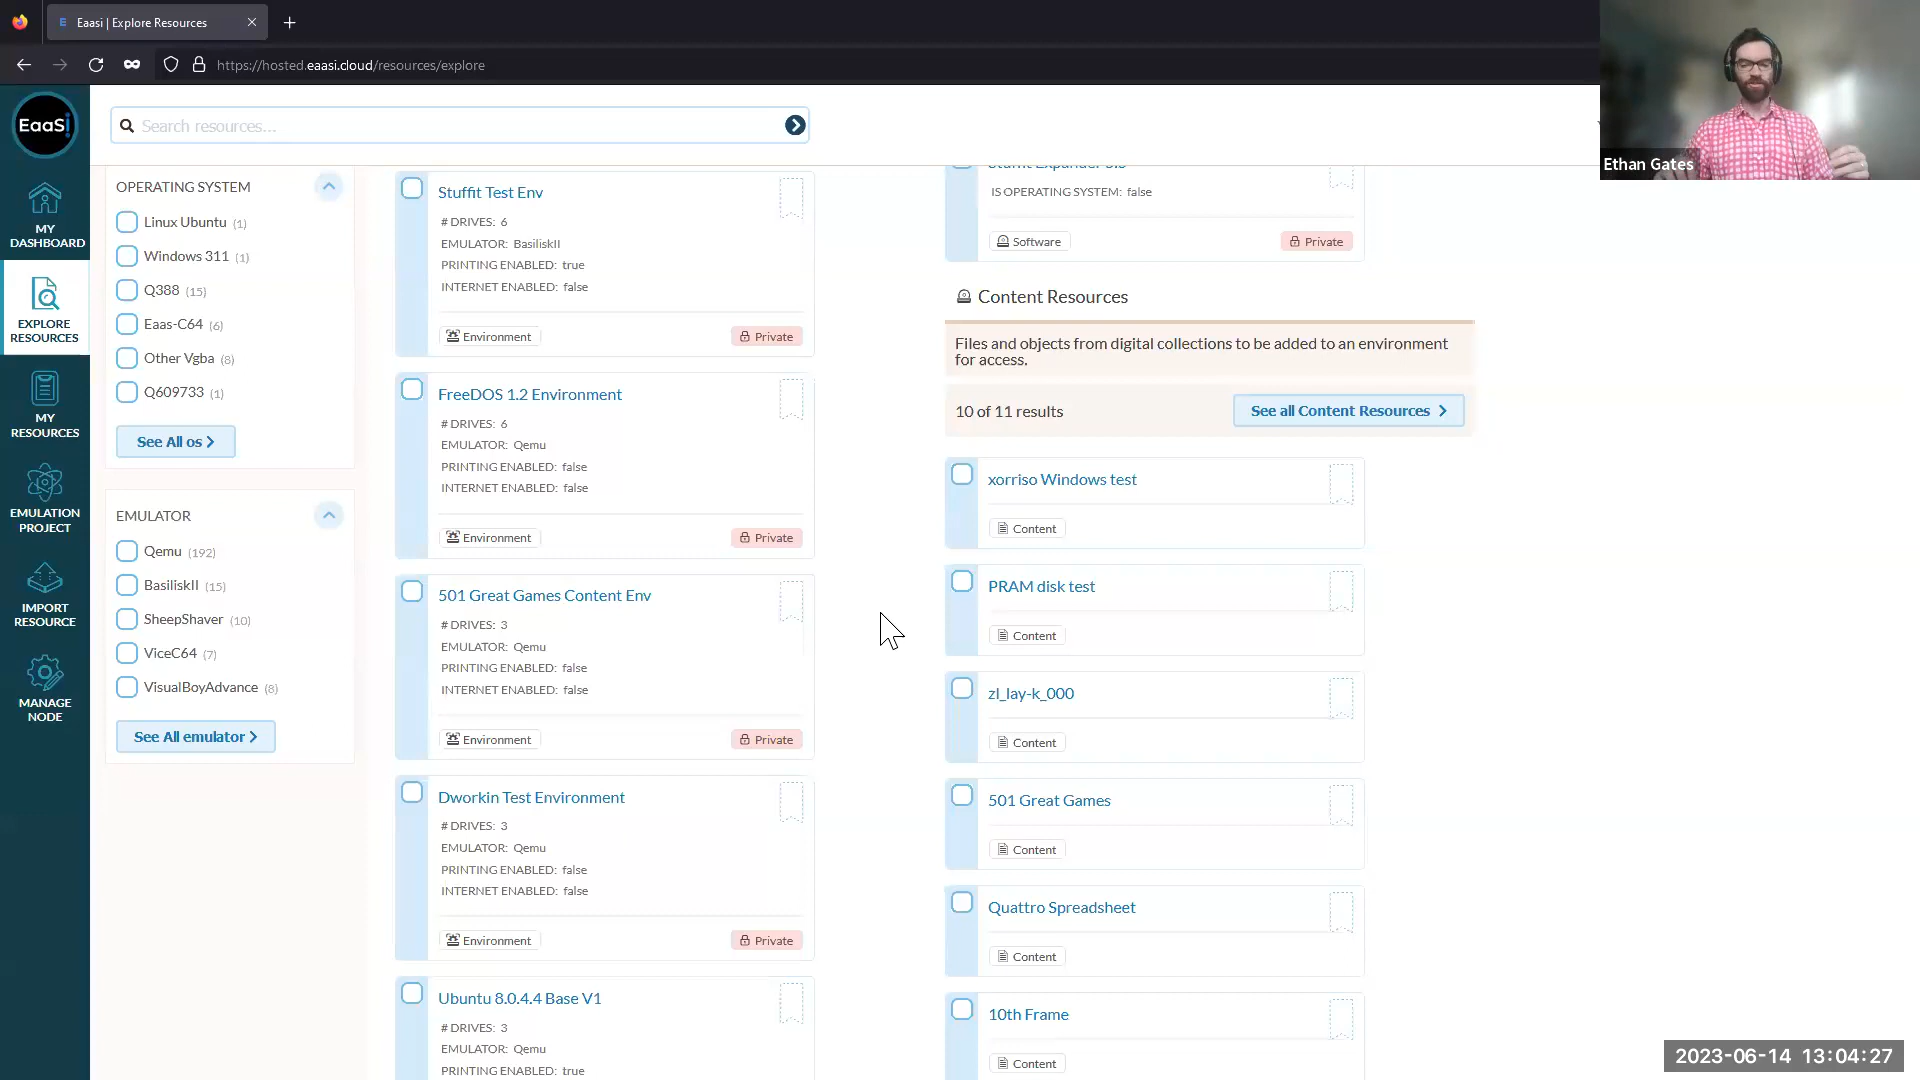 Eaasi | Explore Resources
https://hosted.eaasi.cloud/resources/explore
EaaSI
Search resources...
Ethan Gates
MY
DASHBOARD
EXPLORE
RESOURCES
MY
RESOURCES
EMULATION
PROJECT
IMPORT
RESOURCE
MANAGE
NODE
OPERATING SYSTEM
Linux Ubuntu (1)
Windows 311 (1)
Q388 (15)
Eaas-C64 (6)
Other Vgba (8)
Q609733 (1)
See All os
EMULATOR
Qemu (192)
BasiliskII (15)
SheepShaver (10)
ViceC64 (7)
VisualBoyAdvance (8)
See All emulator
Stuffit Test Env
# DRIVES: 6
EMULATOR: BasiliskII
PRINTING ENABLED: true
INTERNET ENABLED: false
Environment
Private
FreeDOS 1.2 Environment
# DRIVES: 6
EMULATOR: Qemu
PRINTING ENABLED: false
INTERNET ENABLED: false
Environment
Private
501 Great Games Content Env
# DRIVES: 3
EMULATOR: Qemu
PRINTING ENABLED: false
INTERNET ENABLED: false
Environment
Private
Dworkin Test Environment
# DRIVES: 3
EMULATOR: Qemu
PRINTING ENABLED: false
INTERNET ENABLED: false
Environment
Private
Ubuntu 8.0.4.4 Base V1
# DRIVES: 3
EMULATOR: Qemu
PRINTING ENABLED: true
IS OPERATING SYSTEM: false
Software
Private
Content Resources
Files and objects from digital collections to be added to an environment
for access.
10 of 11 results
See all Content Resources
xorriso Windows test
Content
PRAM disk test
Content
zl_lay-k_000
Content
501 Great Games
Content
Quattro Spreadsheet
Content
10th Frame
Content
2023-06-14 13:04:27